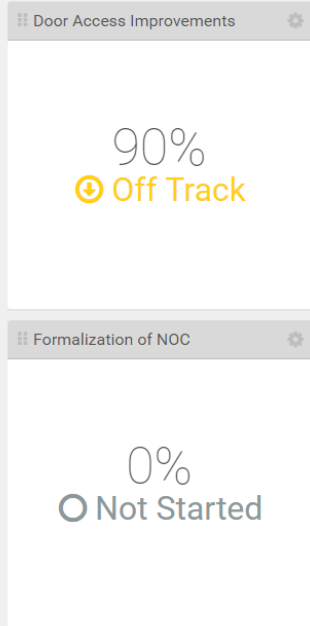 Door Access Improvements
90%
Off Track
Formalization of NOC
0%
Not Started